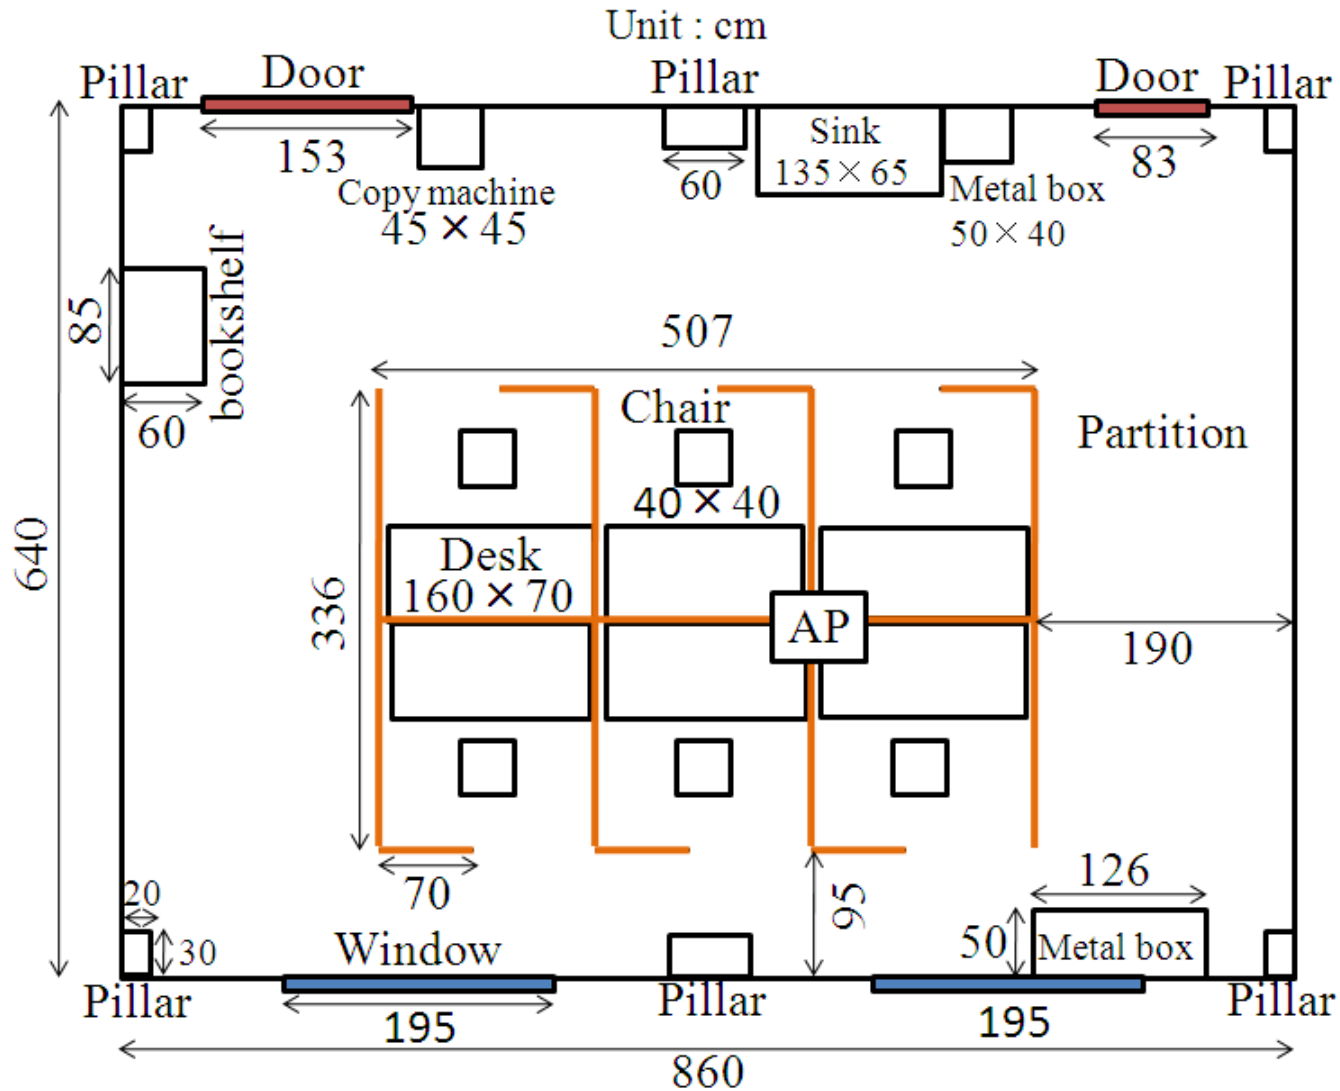 Unit : cm
Pillar
Door
Pillar
Door
Pillar
153
60
Sink
135×65
83
Copy machine
45×45
Metal box
50×40
85
bookshelf
60
507
Chair
40×40
Partition
640
336
Desk
160×70
AP
190
70
95
126
20
30
50
Metal box
Window
Pillar
Pillar
Pillar
195
195
860